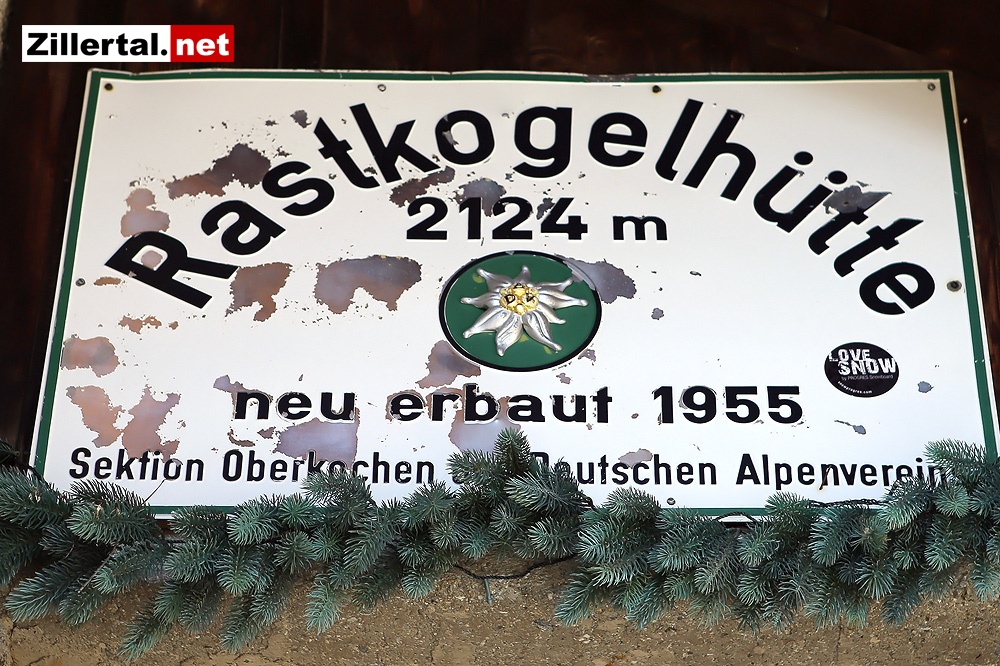 Zillertal.net
Rastkogelhütte
2124 m
neu erbaut 1955
LOVE
SNOW
Sektion Oberkochen Deutschen Alpenverein